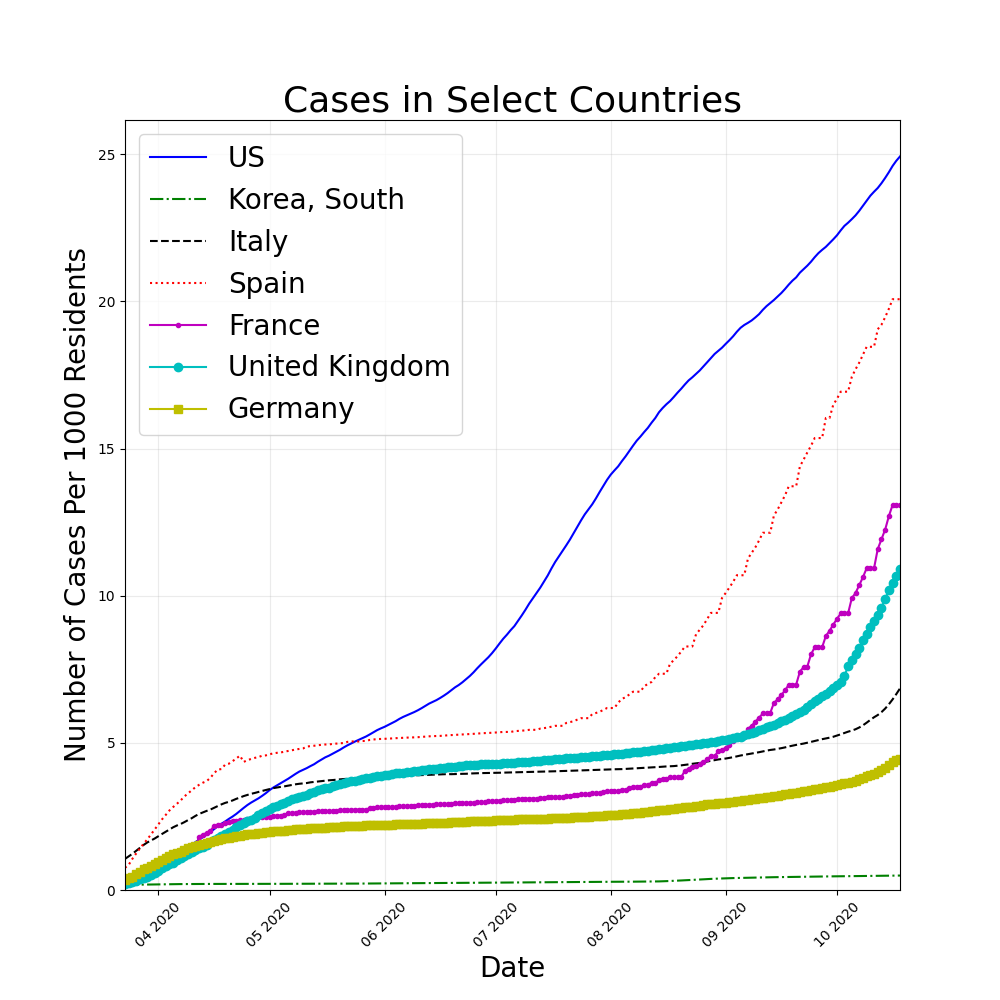 Cases in Select Countries
US
Korea, South
Italy
Spain
France
United Kingdom
Germany
Number of Cases Per 1000 Residents
25
20
15
10
5
0
04 2020
05 2020
06 2020
07 2020
08 2020
09 2020
10 2020
Date